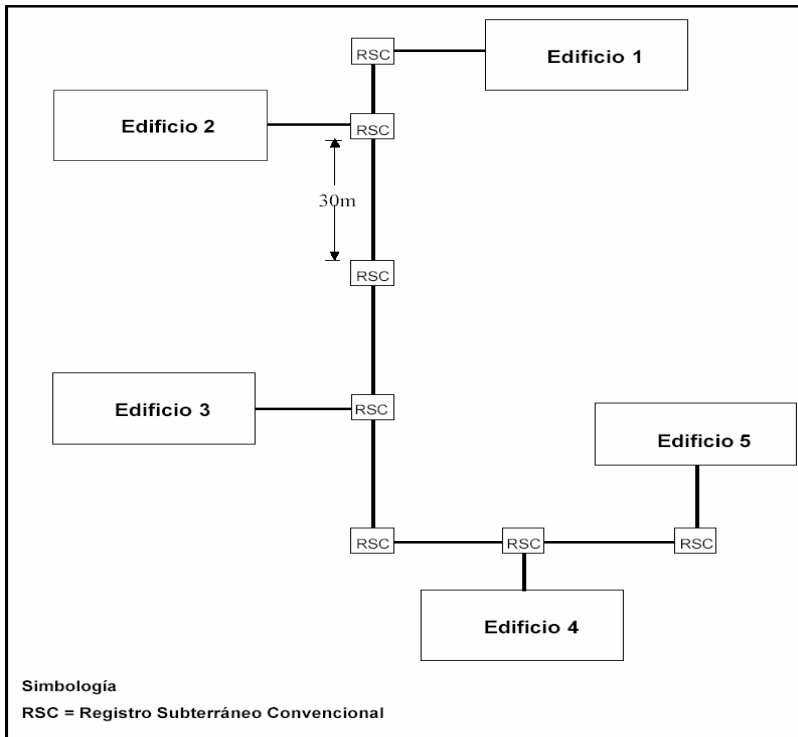 RSC
Edificio 1
Edificio 2
RSC
30m
RSC
Edificio 3
RSC
Edificio 5
RSC
RSC
RSC
Edificio 4
Simbología
RSC = Registro Subterráneo Convencional